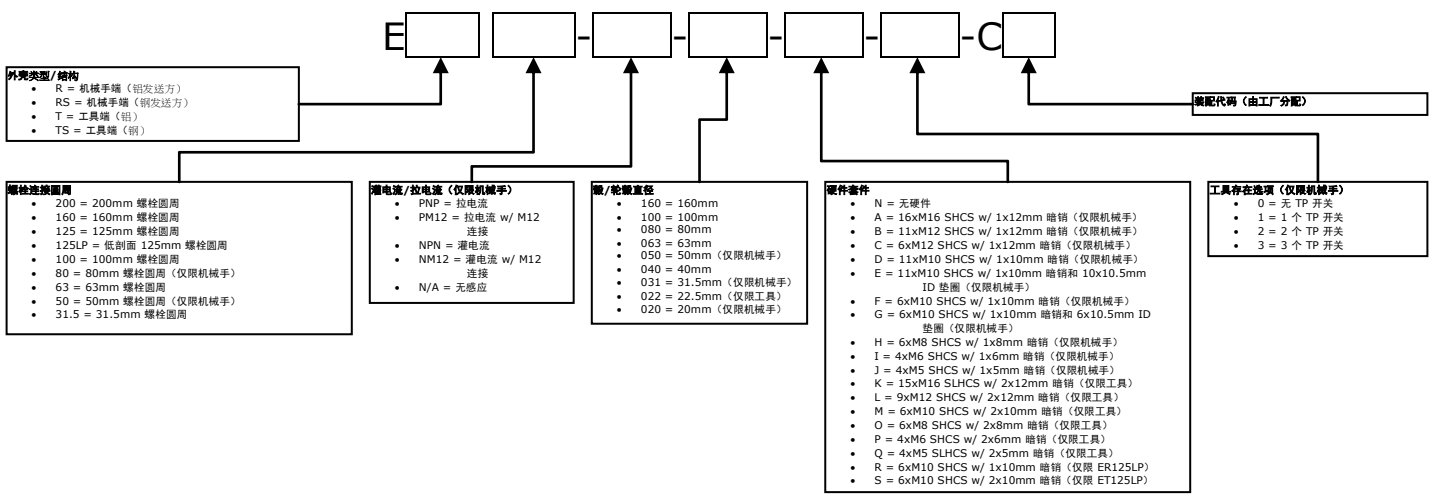 E - - - - -C
外壳类型/结构
• R = 机械手端（铝发送方）
• RS = 机械手端（钢发送方）
• T = 工具端（铝）
• TS = 工具端（钢）
装配代码（由工厂分配）
螺栓连接圆周
• 200 = 200mm 螺栓圆周
• 160 = 160mm 螺栓圆周
• 125 = 125mm 螺栓圆周
• 125LP = 低剖面 125mm 螺栓圆周
• 100 = 100mm 螺栓圆周
• 80 = 80mm 螺栓圆周（仅限机械手）
• 63 = 63mm 螺栓圆周
• 50 = 50mm 螺栓圆周（仅限机械手）
• 31.5 = 31.5mm 螺栓圆周
灌电流/拉电流（仅限机械手）
• PNP = 拉电流
• PM12 = 拉电流 w/ M12
连接
• NPN = 灌电流
• NM12 = 灌电流 w/ M12
连接
• N/A = 无感应
毂/轮毂直径
• 160 = 160mm
• 100 = 100mm
• 080 = 80mm
• 063 = 63mm
• 050 = 50mm（仅限机械手）
• 040 = 40mm
• 031 = 31.5mm（仅限机械手）
• 022 = 22.5mm（仅限工具）
• 020 = 20mm（仅限机械手）
硬件套件
• N = 无硬件
• A = 16xM16 SHCS w/ 1x12mm 暗销（仅限机械手）
• B = 11xM12 SHCS w/ 1x12mm 暗销（仅限机械手）
• C = 6xM12 SHCS w/ 1x12mm 暗销（仅限机械手）
• D = 11xM10 SHCS w/ 1x10mm 暗销（仅限机械手）
• E = 11xM10 SHCS w/ 1x10mm 暗销和 10x10.5mm
ID 垫圈（仅限机械手）
• F = 6xM10 SHCS w/ 1x10mm 暗销（仅限机械手）
• G = 6xM10 SHCS w/ 1x10mm 暗销和 6x10.5mm ID
垫圈（仅限机械手）
• H = 6xM8 SHCS w/ 1x8mm 暗销（仅限机械手）
• I = 4xM6 SHCS w/ 1x6mm 暗销（仅限机械手）
• J = 4xM5 SHCS w/ 1x5mm 暗销（仅限机械手）
• K = 15xM16 SLHCS w/ 2x12mm 暗销（仅限工具）
• L = 9xM12 SHCS w/ 2x12mm 暗销（仅限工具）
• M = 6xM10 SHCS w/ 2x10mm 暗销（仅限工具）
• O = 6xM8 SHCS w/ 2x8mm 暗销（仅限工具）
• P = 4xM6 SHCS w/ 2x6mm 暗销（仅限工具）
• Q = 4xM5 SLHCS w/ 2x5mm 暗销（仅限工具）
• R = 6xM10 SHCS w/ 1x10mm 暗销（仅限 ER125LP）
• S = 6xM10 SHCS w/ 2x10mm 暗销（仅限 ET125LP）
工具存在选项（仅限机械手）
• 0 = 无 TP 开关
• 1 = 1 个 TP 开关
• 2 = 2 个 TP 开关
• 3 = 3 个 TP 开关